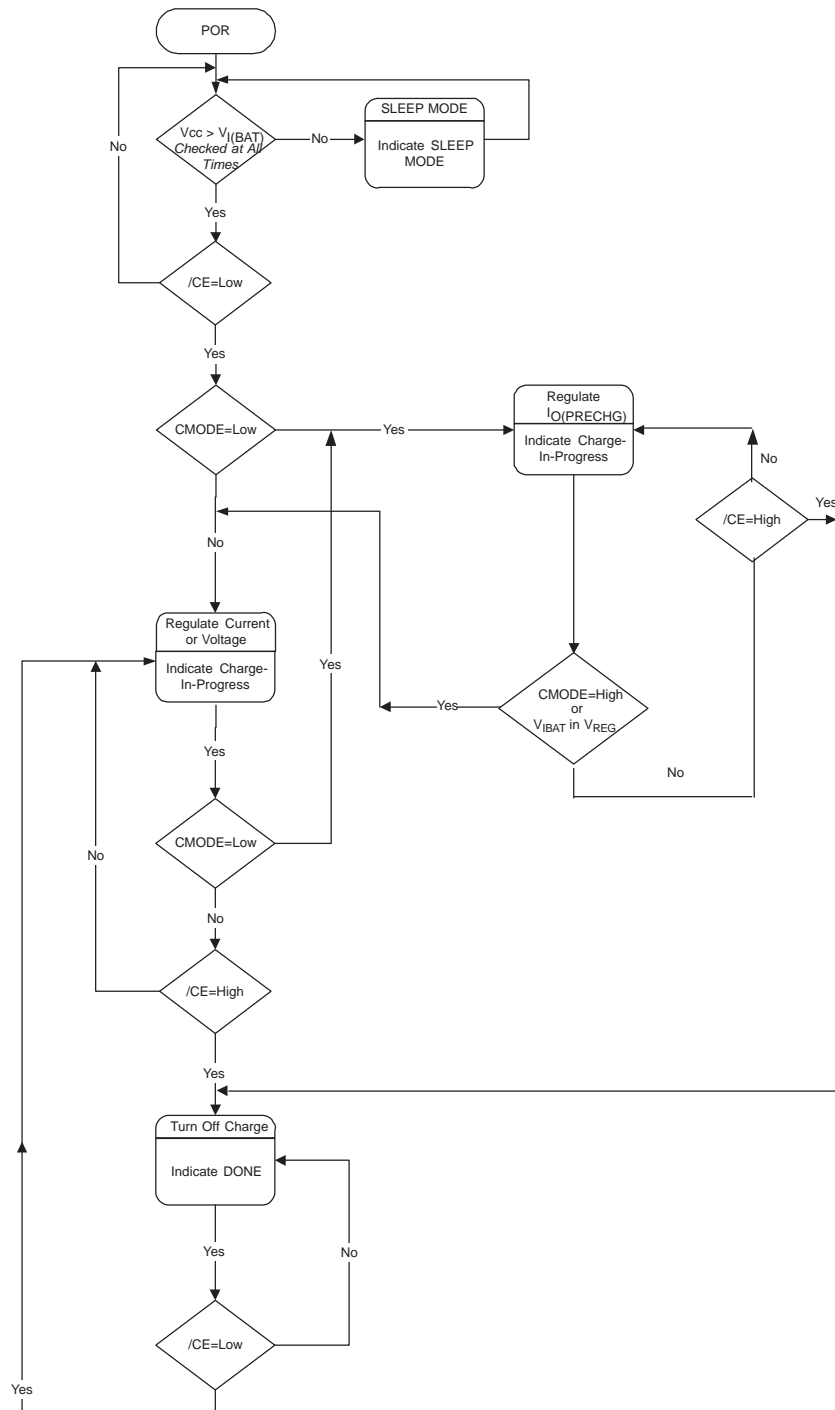 POR
Vcc > VI(BAT)
Checked at All
Times
No
SLEEP MODE
Indicate SLEEP
MODE
No
Yes
/CE=Low
Yes
CMODE=Low
Yes
Regulate
IO(PRECHG)
Indicate Charge-
In-Progress
No
/CE=High
Yes
No
Regulate Current
or Voltage
Indicate Charge-
In-Progress
Yes
Yes
CMODE=High
or
VIBAT in VREG
Yes
No
CMODE=Low
No
No
/CE=High
Yes
Turn Off Charge
Indicate DONE
Yes
No
/CE=Low
Yes